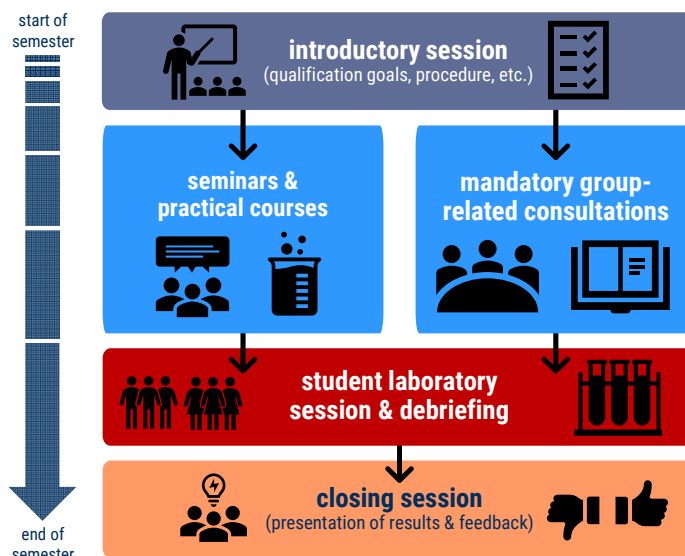 start of
semester
introductory session
(qualification goals, procedure, etc.)
seminars &
practical courses
mandatory group-
related consultations
student laboratory
session & debriefing
closing session
(presentation of results & feedback)
end of
semester